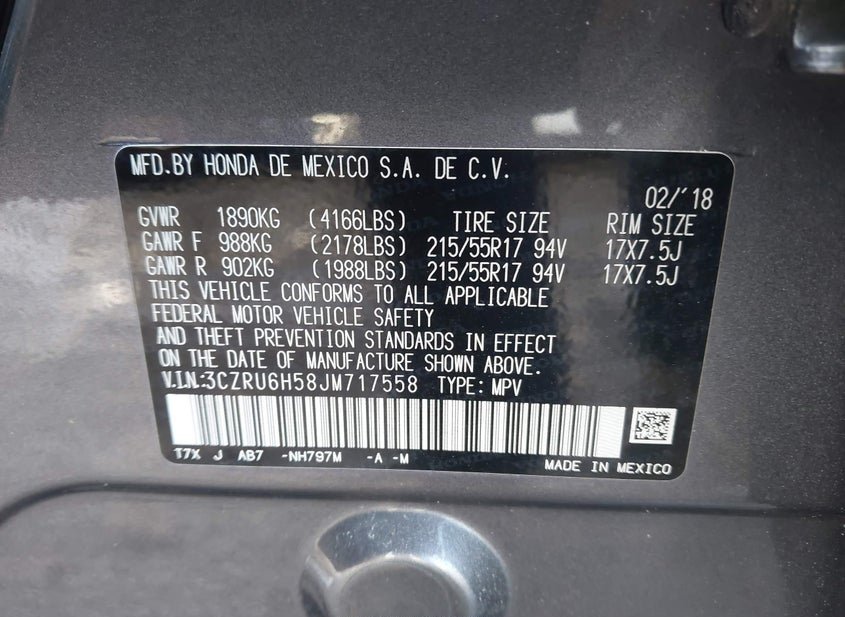 MFD.BY HONDA DE MEXICO S.A. DE C.V.
02/'18
GVWR 1890KG (4166LBS) TIRE SIZE RIM SIZE
GAWR F 988KG (2178LBS) 215/55R17 94V 17X7.5J
GAWR R 902KG (1988LBS) 215/55R17 94V 17X7.5J
THIS VEHICLE CONFORMS TO ALL APPLICABLE
FEDERAL MOTOR VEHICLE SAFETY
AND THEFT PREVENTION STANDARDS IN EFFECT
ON THE DATE OF MANUFACTURE SHOWN ABOVE.
V.I.N.:3CZRU6H58JM717558 TYPE: MPV
T7X J AB7 -NH797M -A -M
MADE IN MEXICO